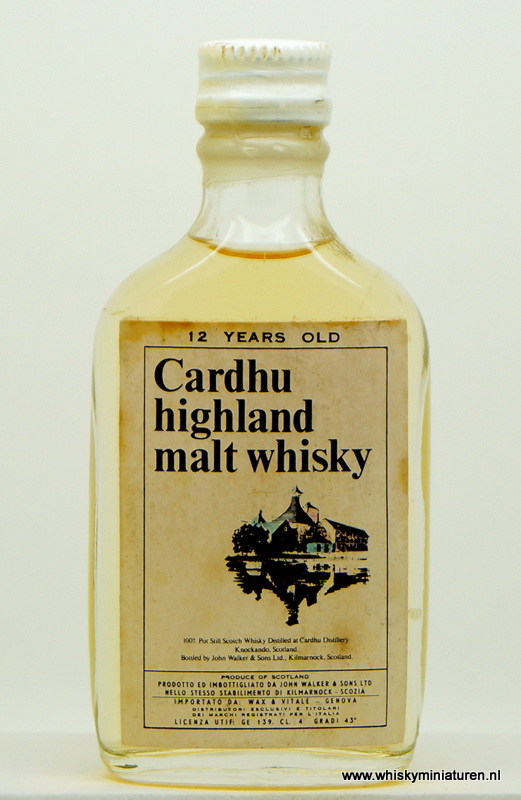 12 YEARS OLD
Cardhu
highland
malt whisky
100% Pot Still Scotch Whisky Distilled at Cardhu Distillery
Knockando, Scotland.
Bottled by John Walker & Sons Ltd., Kilmarnock, Scotland.
PRODUCE OF SCOTLAND
PRODOTTO ED IMBOTTIGLIATO DA JOHN WALKER & SONS LTD
NELLO STESSO STABILIMENTO DI KILMARNOCK - SCOZIA
IMPORTATO DA: WAX & VITALE - GENOVA
DISTRIBUTORI ESCLUSIVI E TITOLARI
DEI MARCHI REGISTRATI PER L'ITALIA
LICENZA UTIF: GE 139. CL. 4 GRADI 43°
www.whiskyminiaturen.nl